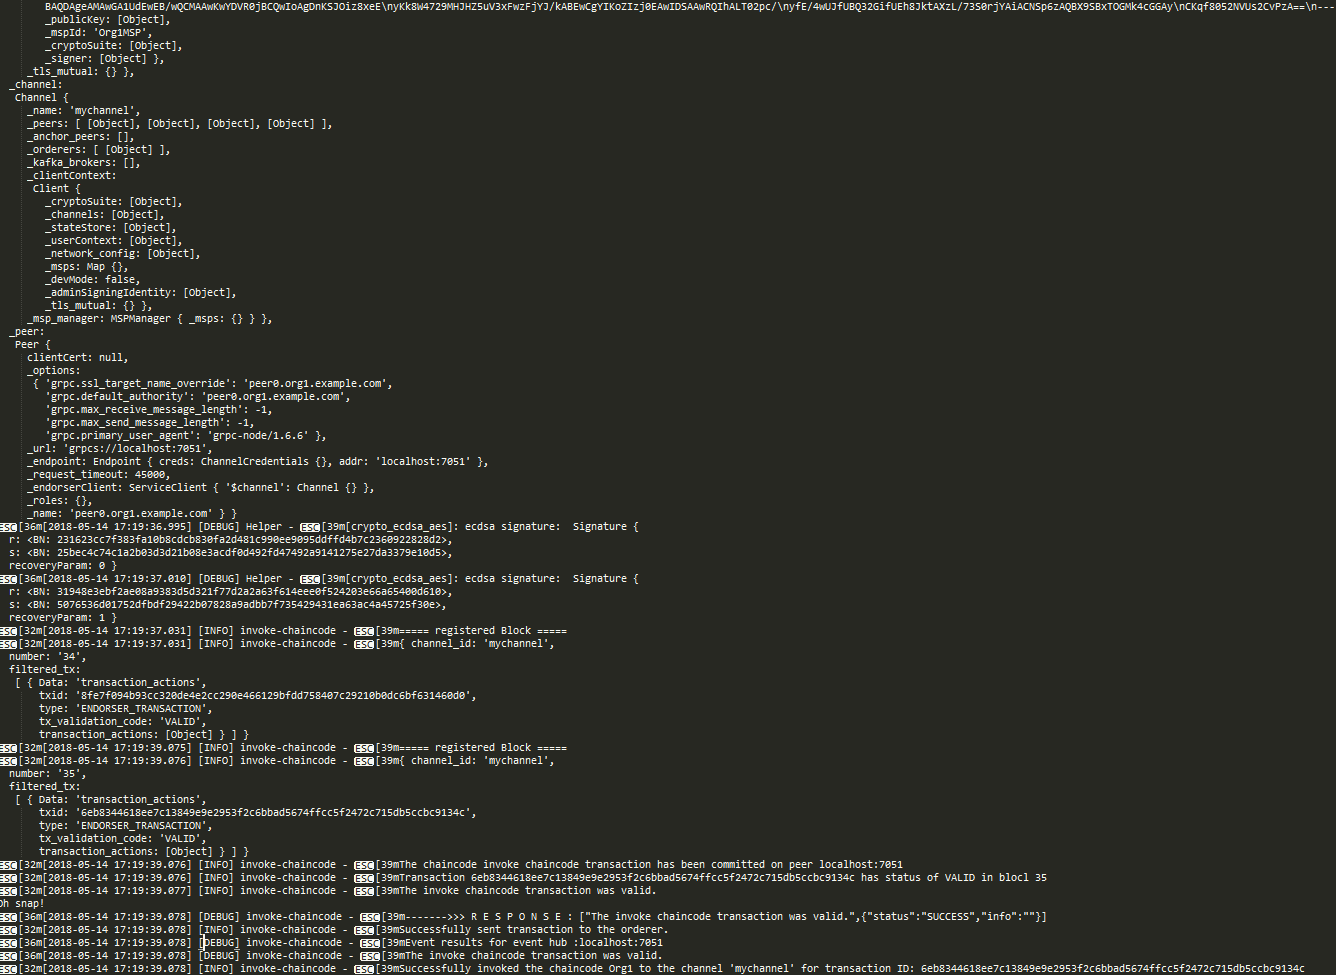 BAQDAgeAMAwGA1UdEwEB/wQCMAAwKwYDVR0jBCQwIoAgDnKSJOiz8xeE\nyKk8W4729MHJHZ5uV3xFwzFjYJ/kABEwCgYIKoZIzj0EAwIDSAAwRQIhALT02pc/\nyfE/4wUJfUBQ32GifUEh8JktAXzL/73S0rjYAiACNSp6zAQBX9SBxTOGMk4cGGAy\nCKqf8052NVUs2CvPzA==\n---
_publicKey: [Object],
_mspId: 'Org1MSP',
_cryptoSuite: [Object],
_signer: [Object] },
_tls_mutual: {} },
_channel:
Channel {
_name: 'mychannel',
_peers: [ [Object], [Object], [Object], [Object] ],
_anchor_peers: [],
_orderers: [ [Object] ],
_kafka_brokers: [],
_clientContext:
Client {
_cryptoSuite: [Object],
_channels: [Object],
_stateStore: [Object],
_userContext: [Object],
_network_config: [Object],
_msps: Map {},
_devMode: false,
_adminSigningIdentity: [Object],
_tls_mutual: {} },
_msp_manager: MSPManager { _msps: {} } },
_peer:
Peer {
clientCert: null,
_options:
{ 'grpc.ssl_target_name_override': 'peer0.org1.example.com',
'grpc.default_authority': 'peer0.org1.example.com',
'grpc.max_receive_message_length': -1,
'grpc.max_send_message_length': -1,
'grpc.primary_user_agent': 'grpc-node/1.6.6' },
_url: 'grpcs://localhost:7051',
_endpoint: Endpoint { creds: ChannelCredentials {}, addr: 'localhost:7051' },
_request_timeout: 45000,
_endorserClient: ServiceClient { '$channel': Channel {} },
_roles: {},
_name: 'peer0.org1.example.com' } }
ESC[36m[2018-05-14 17:19:36.995] [DEBUG] Helper - ESC[39m[crypto_ecdsa_aes]: ecdsa signature:  Signature {
r: <BN: 231623cc7f383fa10b8cdcb830fa2d481c990ee9095ddffd4b7c2360922828d2>,
s: <BN: 25bec4c74c1a2b03d3d21b08e3acdf0d492fd47492a9141275e27da3379e10d5>,
recoveryParam: 0 }
ESC[36m[2018-05-14 17:19:37.010] [DEBUG] Helper - ESC[39m[crypto_ecdsa_aes]: ecdsa signature:  Signature {
r: <BN: 31948e3ebf2ae08a9383d5d321f77d2a2a63f614eee0f524203e66a65400d610>,
s: <BN: 5076536d01752dfbdf29422b07828a9adbb7f735429431ea63ac4a45725f30e>,
recoveryParam: 1 }
ESC[32m[2018-05-14 17:19:37.031] [INFO] invoke-chaincode - ESC[39m===== registered Block =====
ESC[32m[2018-05-14 17:19:37.031] [INFO] invoke-chaincode - ESC[39m{ channel_id: 'mychannel',
number: '34',
filtered_tx:
[ { Data: 'transaction_actions',
txid: '8fe7f094b93cc320de4e2cc290e466129bfdd758407c29210b0dc6bf631460d0',
type: 'ENDORSER_TRANSACTION',
tx_validation_code: 'VALID',
transaction_actions: [Object] } ] }
ESC[32m[2018-05-14 17:19:39.075] [INFO] invoke-chaincode - ESC[39m===== registered Block =====
ESC[32m[2018-05-14 17:19:39.076] [INFO] invoke-chaincode - ESC[39m{ channel_id: 'mychannel',
number: '35',
filtered_tx:
[ { Data: 'transaction_actions',
txid: '6eb8344618ee7c13849e9e2953f2c6bbad5674ffcc5f2472c715db5ccbc9134c',
type: 'ENDORSER_TRANSACTION',
tx_validation_code: 'VALID',
transaction_actions: [Object] } ] }
ESC[32m[2018-05-14 17:19:39.076] [INFO] invoke-chaincode - ESC[39mThe chaincode invoke chaincode transaction has been committed on peer localhost:7051
ESC[32m[2018-05-14 17:19:39.076] [INFO] invoke-chaincode - ESC[39mTransaction 6eb8344618ee7c13849e9e2953f2c6bbad5674ffcc5f2472c715db5ccbc9134c has status of VALID in blocl 35
ESC[32m[2018-05-14 17:19:39.077] [INFO] invoke-chaincode - ESC[39mThe invoke chaincode transaction was valid.
Oh snap!
ESC[36m[2018-05-14 17:19:39.078] [DEBUG] invoke-chaincode - ESC[39m------->>> R E S P O N S E : ["The invoke chaincode transaction was valid.",{"status":"SUCCESS","info":""}]
ESC[32m[2018-05-14 17:19:39.078] [INFO] invoke-chaincode - ESC[39mSuccessfully sent transaction to the orderer.
ESC[36m[2018-05-14 17:19:39.078] [DEBUG] invoke-chaincode - ESC[39mEvent results for event hub :localhost:7051
ESC[36m[2018-05-14 17:19:39.078] [DEBUG] invoke-chaincode - ESC[39mThe invoke chaincode transaction was valid.
ESC[32m[2018-05-14 17:19:39.078] [INFO] invoke-chaincode - ESC[39mSuccessfully invoked the chaincode Org1 to the channel 'mychannel' for transaction ID: 6eb8344618ee7c13849e9e2953f2c6bbad5674ffcc5f2472c715db5ccbc9134c